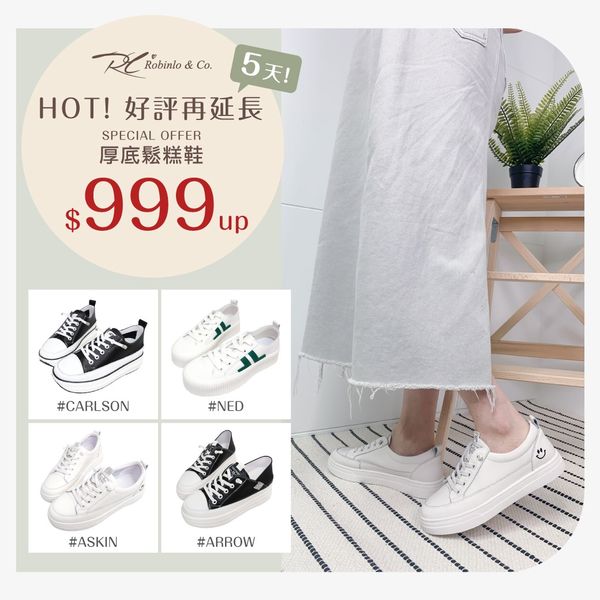 Robinlo & Co.
5天!
HOT! 好評再延長
SPECIAL OFFER
厚底鬆糕鞋
$999up
#CARLSON
#NED
#ASKIN
#ARROW